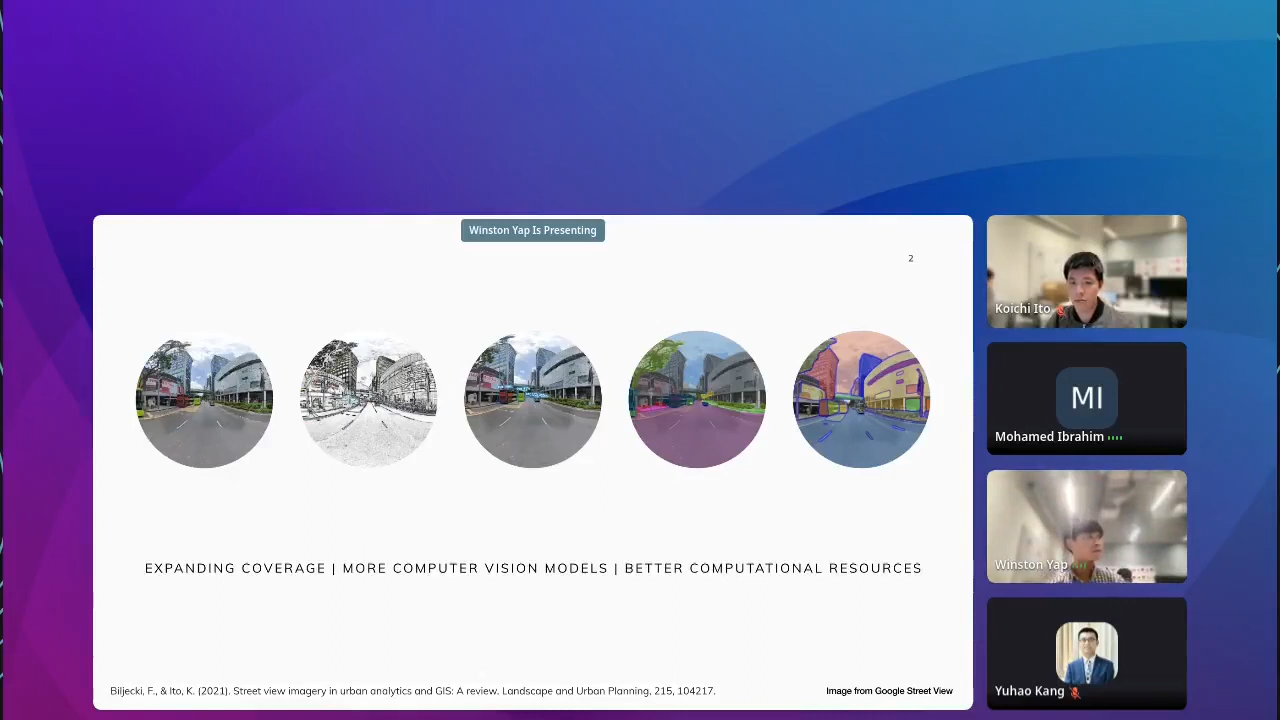 Winston Yap Is Presenting
2
EXPANDING COVERAGE | MORE COMPUTER VISION MODELS | BETTER COMPUTATIONAL RESOURCES
Biljecki, F., & Ito, K. (2021). Street view imagery in urban analytics and GIS: A review. Landscape and Urban Planning, 215, 104217.
Image from Google Street View
Koichi Ito
MI
Mohamed Ibrahim
Winston Yap
Yuhao Kang